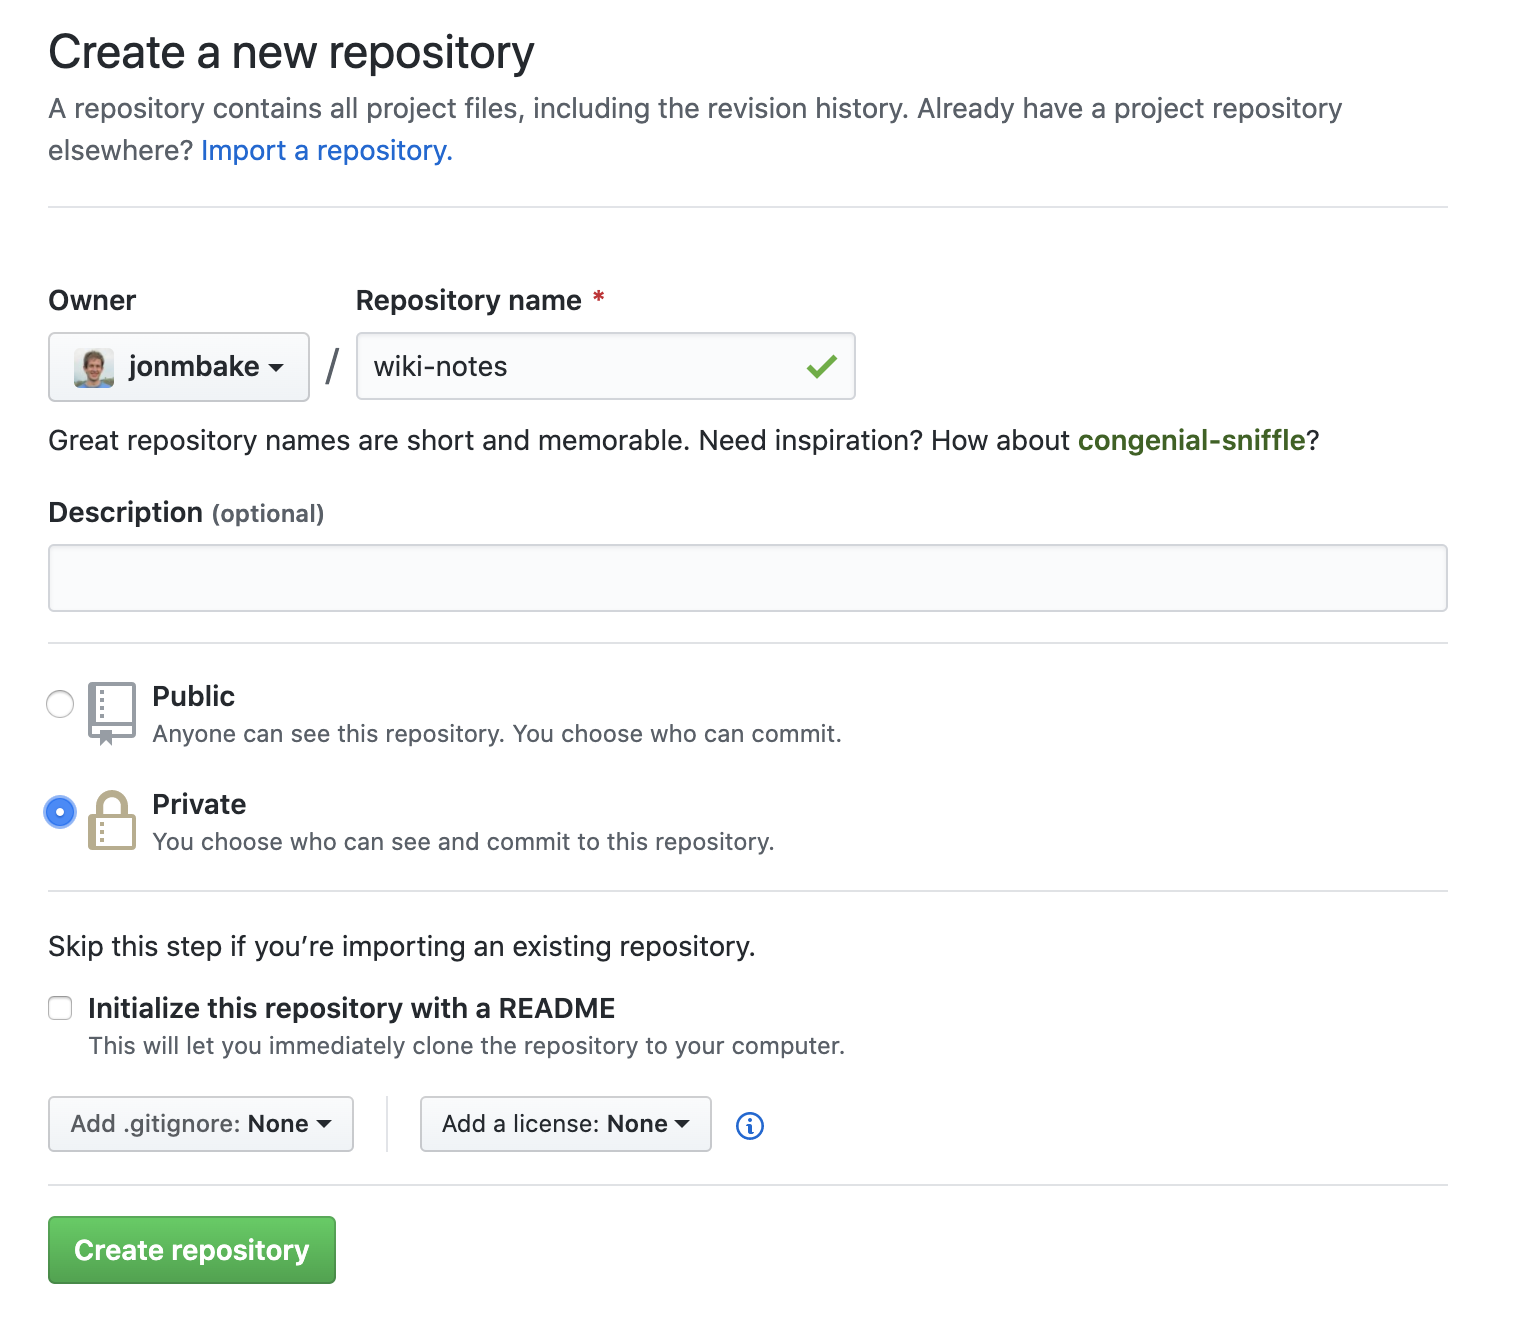 Create a new repository
A repository contains all project files, including the revision history. Already have a project repository
elsewhere? Import a repository.
Owner
Repository name *
jonmbake
/
wiki-notes
Great repository names are short and memorable. Need inspiration? How about congenial-sniffle?
Description (optional)
Public
Anyone can see this repository. You choose who can commit.
Private
You choose who can see and commit to this repository.
Skip this step if you’re importing an existing repository.
Initialize this repository with a README
This will let you immediately clone the repository to your computer.
Add .gitignore: None
Add a license: None
Create repository